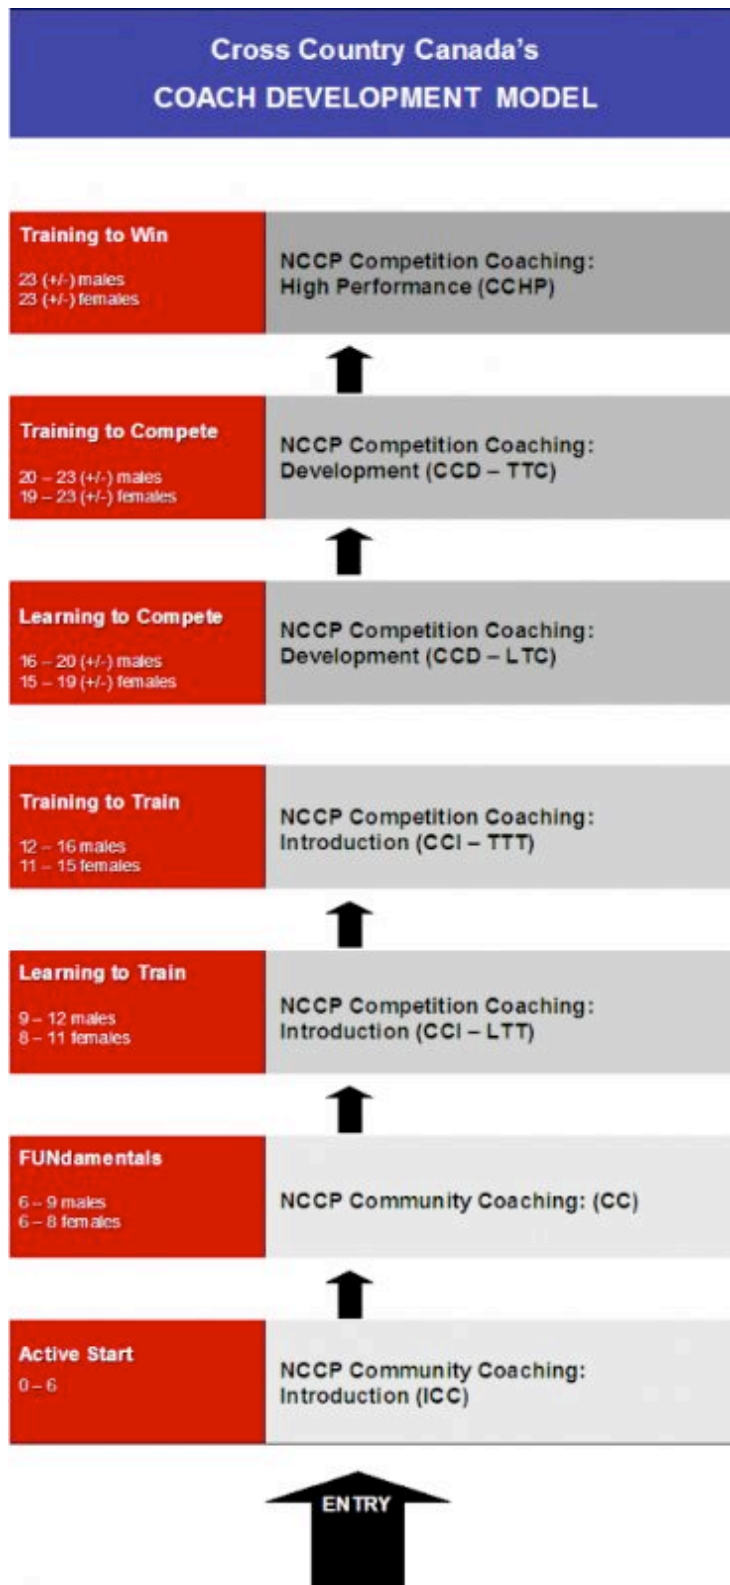 Cross Country Canada's
COACH DEVELOPMENT MODEL
Training to Win
23 (+/-) males
23 (+/-) females
NCCP Competition Coaching:
High Performance (CCHP)
Training to Compete
20 – 23 (+/-) males
19 – 23 (+/-) females
NCCP Competition Coaching:
Development (CCD – TTC)
Learning to Compete
16 – 20 (+/-) males
15 – 19 (+/-) females
NCCP Competition Coaching:
Development (CCD – LTC)
Training to Train
12 – 16 males
11 – 15 females
NCCP Competition Coaching:
Introduction (CCI – TTT)
Learning to Train
9 – 12 males
8 – 11 females
NCCP Competition Coaching:
Introduction (CCI – LTT)
FUNdamentals
6 – 9 males
6 – 8 females
NCCP Community Coaching: (CC)
Active Start
0 – 6
NCCP Community Coaching:
Introduction (ICC)
ENTRY